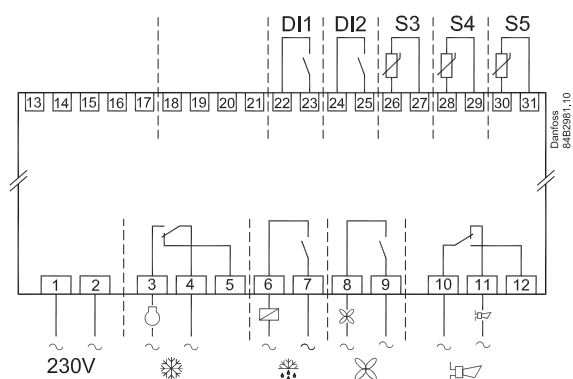 DI1 DI2 S3 S4 S5
13 14 15 16 17 18 19 20 21 22 23 24 25 26 27 28 29 30 31
Danfoss
84B2981.10
1 2 3 4 5 6 7 8 9 10 11 12
230V